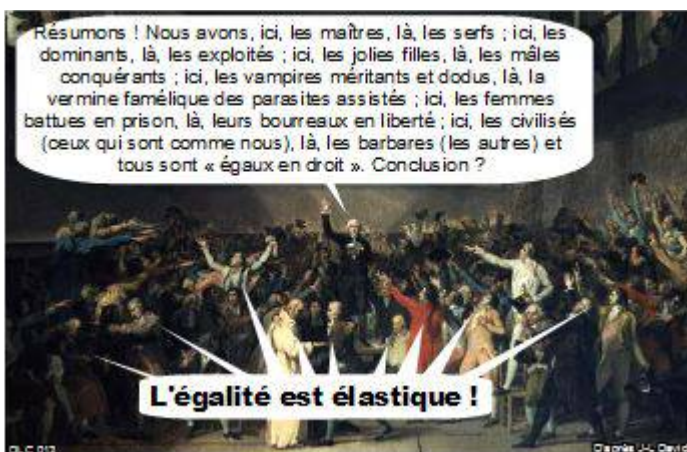 Résumons ! Nous avons, ici, les maîtres, là, les serfs ; ici, les
dominants, là, les exploités ; ici, les jolies filles, là, les mâles
conquérants ; ici, les vampires méritants et dodus, là, la
vermine famélique des parasites assistés ; ici, les femmes
battues en prison, là, leurs bourreaux en liberté ; ici, les civilisés
(ceux qui sont comme nous), là, les barbares (les autres) et
tous sont « égaux en droit ». Conclusion ?
L'égalité est élastique !
D'après J-L David